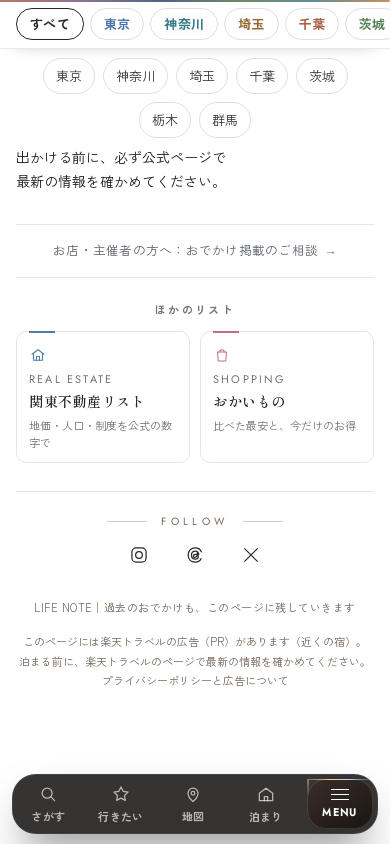 すべて 東京 神奈川 埼玉 千葉 茨城
東京 神奈川 埼玉 千葉 茨城
栃木 群馬
出かける前に、必ず公式ページで
最新の情報を確かめてください。
お店・主催者の方へ：おでかけ掲載のご相談 →
ほかのリスト
REAL ESTATE
関東不動産リスト
地価・人口・制度を公式の数
字で
SHOPPING
おかいもの
比べた最安と、今だけのお得
FOLLOW
LIFE NOTE｜過去のおでかけも、このページに残していきます
このページには楽天トラベルの広告（PR）があります（近くの宿）。
泊まる前に、楽天トラベルのページで最新の情報を確かめてください。
プライバシーポリシーと広告について
さがす 行きたい 地図 泊まり MENU